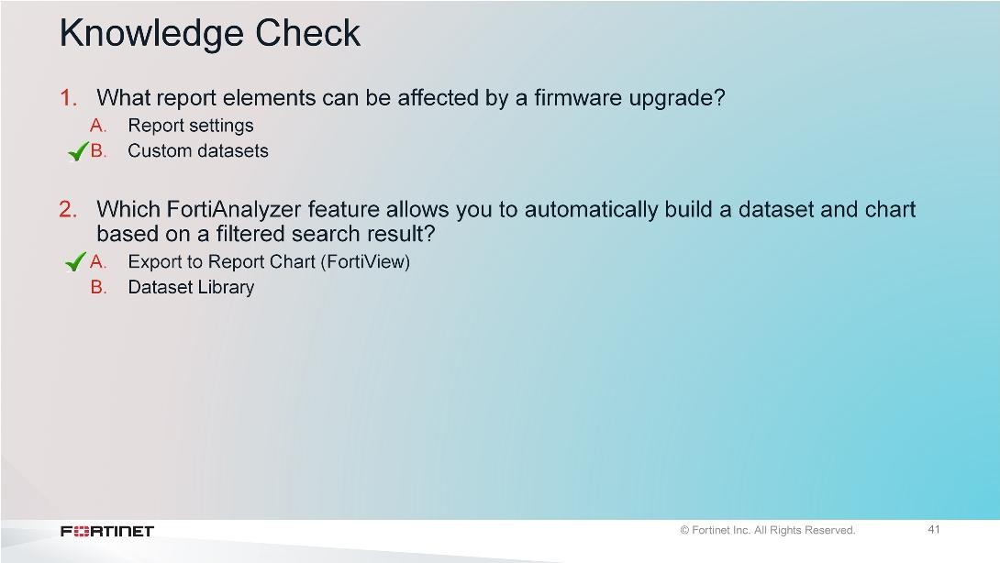 Knowledge Check
1. What report elements can be affected by a firmware upgrade?
A. Report settings
B. Custom datasets
2. Which FortiAnalyzer feature allows you to automatically build a dataset and chart
based on a filtered search result?
A. Export to Report Chart (FortiView)
B. Dataset Library
FORTINET
© Fortinet Inc. All Rights Reserved.
41